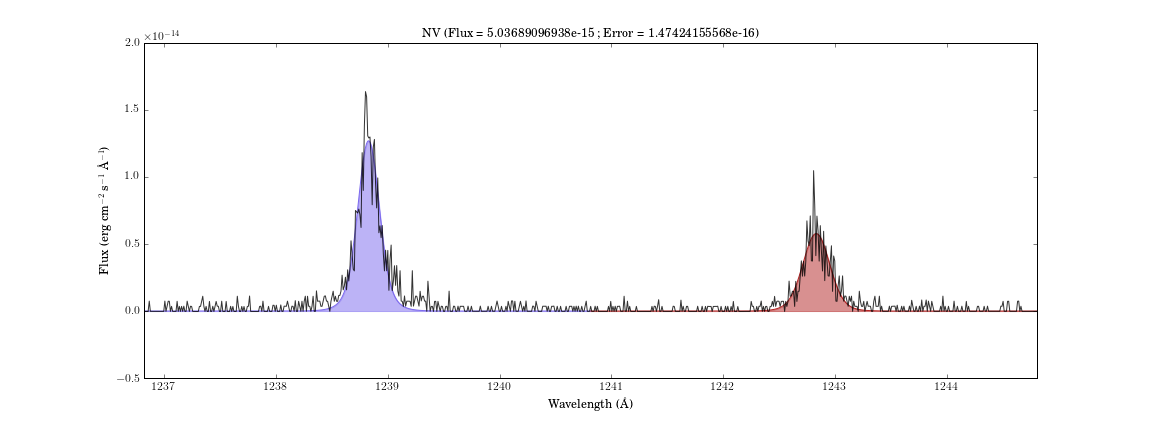 NV (Flux = 5.03689096938e-15 ; Error = 1.47424155568e-16)
×10⁻¹⁴
2.0
1.5
1.0
0.5
0.0
−0.5
Flux (erg cm⁻² s⁻¹ Å⁻¹)
1237 1238 1239 1240 1241 1242 1243 1244
Wavelength (Å)